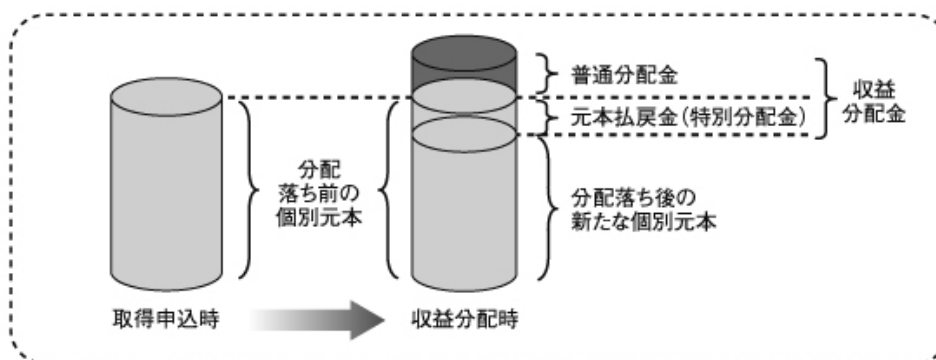 普通分配金
元本払戻金(特別分配金)
収益
分配金
分配
落ち前の
個別元本
分配落ち後の
新たな個別元本
取得申込時
収益分配時